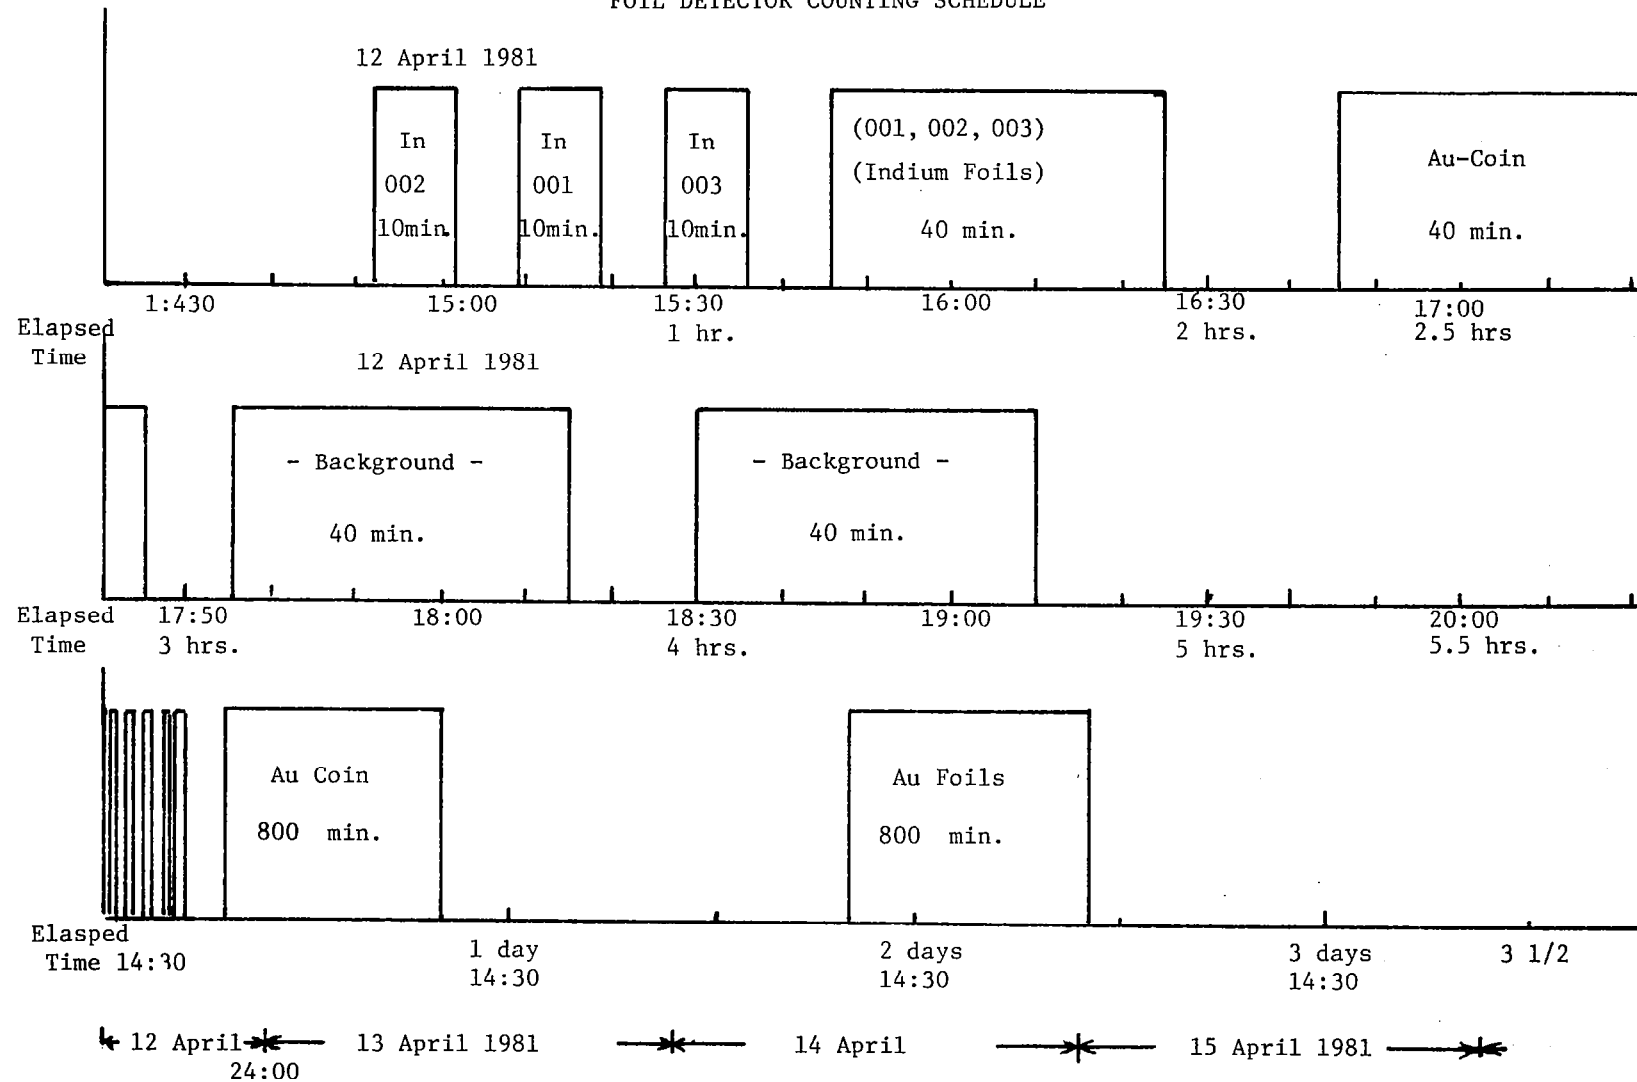 FOIL DETECTOR COUNTING SCHEDULE
12 April 1981
In
002
10min.
In
001
10min.
In
003
10min.
(001, 002, 003)
(Indium Foils)
40 min.
Au-Coin
40 min.
1:430 15:00 15:30 16:00 16:30 17:00
Elapsed
Time
1 hr. 2 hrs. 2.5 hrs
12 April 1981
- Background -
40 min.
- Background -
40 min.
Elapsed
Time
17:50 18:00 18:30 19:00 19:30 20:00
3 hrs. 4 hrs. 5 hrs. 5.5 hrs.
Au Coin
800 min.
Au Foils
800 min.
Elasped
Time 14:30
1 day
14:30
2 days
14:30
3 days
14:30
3 1/2
12 April 13 April 1981 14 April 15 April 1981
24:00